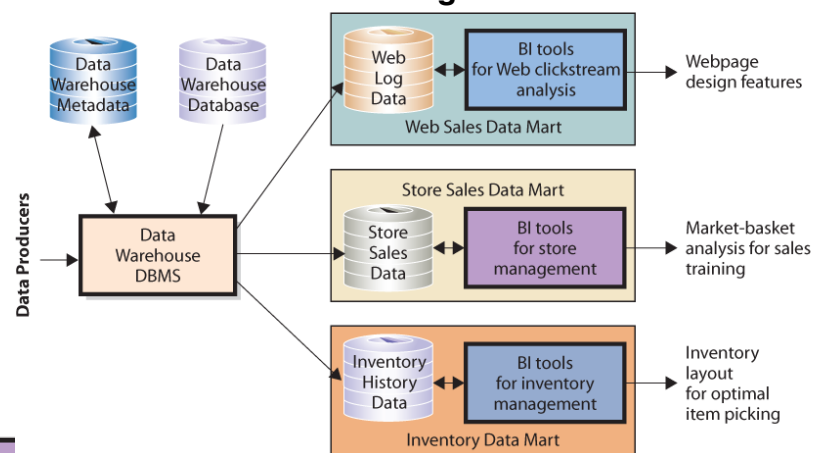 Data
Warehouse
Metadata
Data
Warehouse
Database
Data Producers
Data
Warehouse
DBMS
Web
Log
Data
BI tools
for Web clickstream
analysis
Web Sales Data Mart
Webpage
design features
Store Sales Data Mart
Store
Sales
Data
BI tools
for store
management
Market-basket
analysis for sales
training
Inventory
History
Data
BI tools
for inventory
management
Inventory Data Mart
Inventory
layout
for optimal
item picking